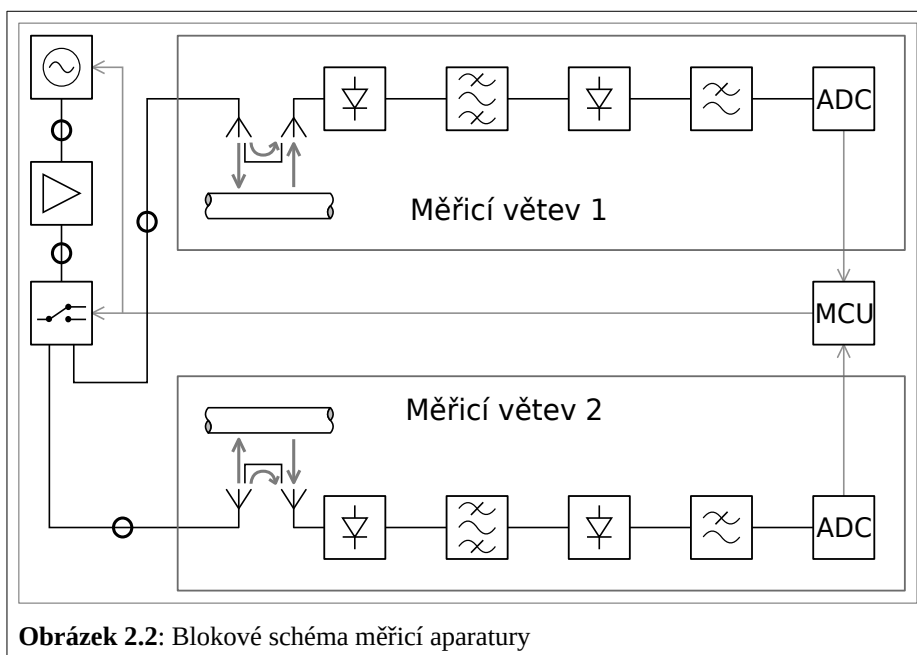 ADC
Měřicí větev 1
MCU
Měřicí větev 2
ADC
Obrázek 2.2: Blokové schéma měřicí aparatury